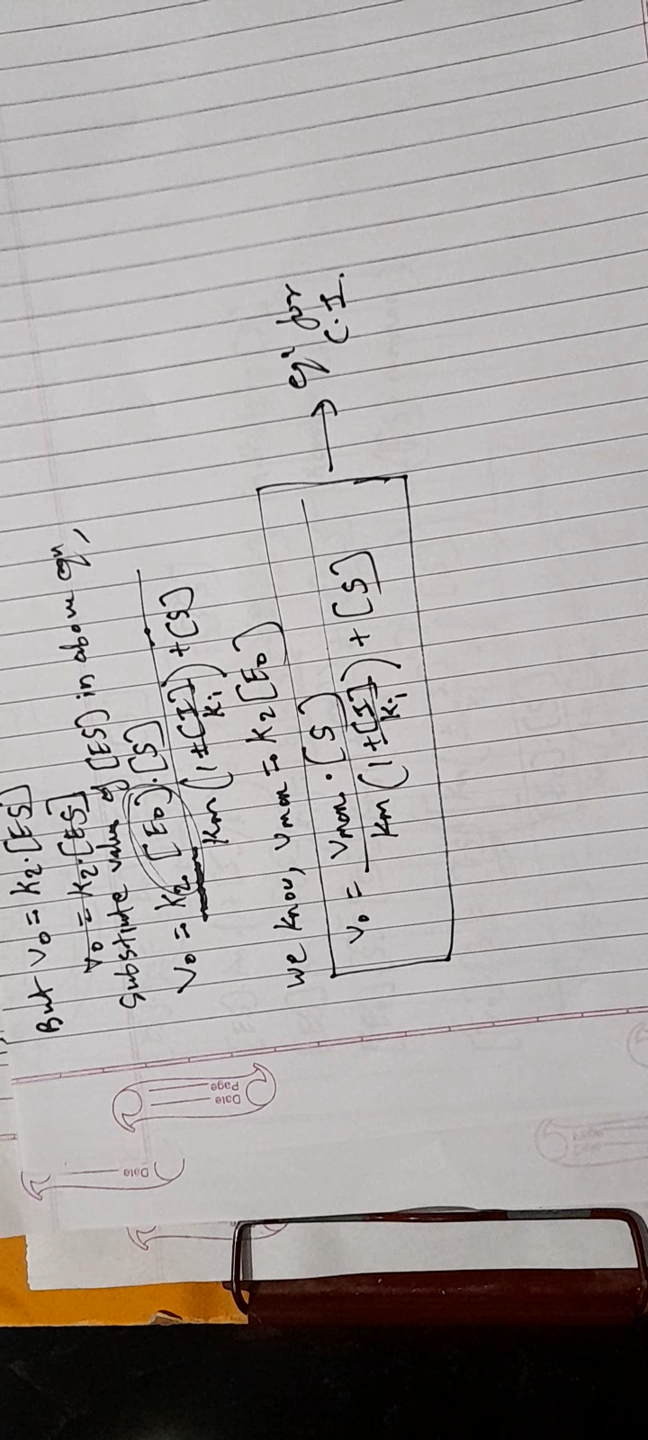 But v₀ = k₂.[ES]
v₀ = k₂.[ES]
Substitute value of [ES] in above eqn,
v₀ = k₂ [E₀].[S]
Km (1+[I]/Ki) + [S]
we know, vmax = k₂ [E₀]
v₀ = vmax . [S]
Km (1+[I]/Ki) + [S]
→ eqⁿ for
C.I.
Date
Page
Date
Date